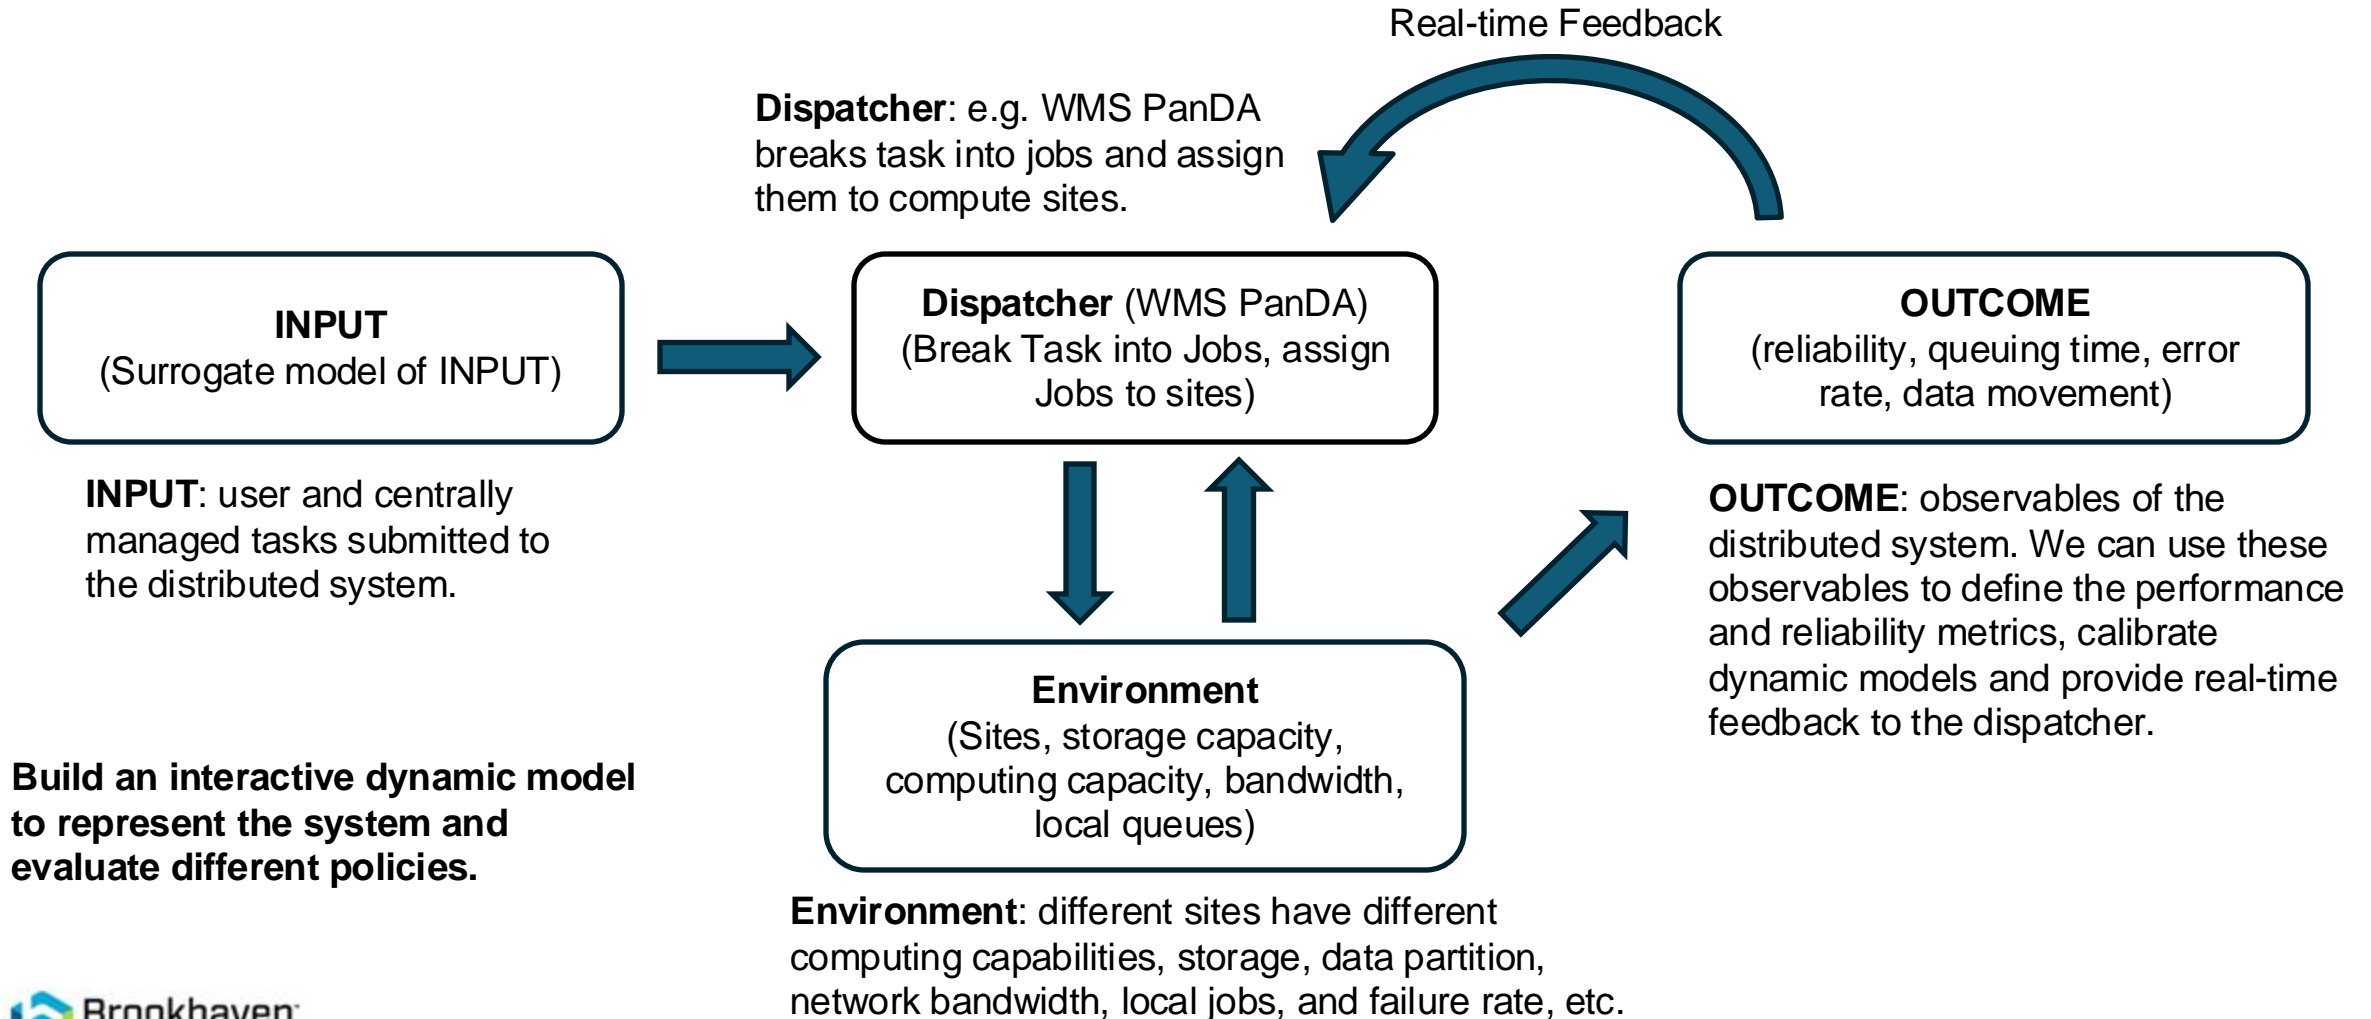 Real-time Feedback
Dispatcher: e.g. WMS PanDA
breaks task into jobs and assign
them to compute sites.
INPUT
(Surrogate model of INPUT)
Dispatcher (WMS PanDA)
(Break Task into Jobs, assign
Jobs to sites)
OUTCOME
(reliability, queuing time, error
rate, data movement)
INPUT: user and centrally
managed tasks submitted to
the distributed system.
OUTCOME: observables of the
distributed system. We can use these
observables to define the performance
and reliability metrics, calibrate
dynamic models and provide real-time
feedback to the dispatcher.
Environment
(Sites, storage capacity,
computing capacity, bandwidth,
local queues)
Build an interactive dynamic model
to represent the system and
evaluate different policies.
Environment: different sites have different
computing capabilities, storage, data partition,
network bandwidth, local jobs, and failure rate, etc.
Brookhaven